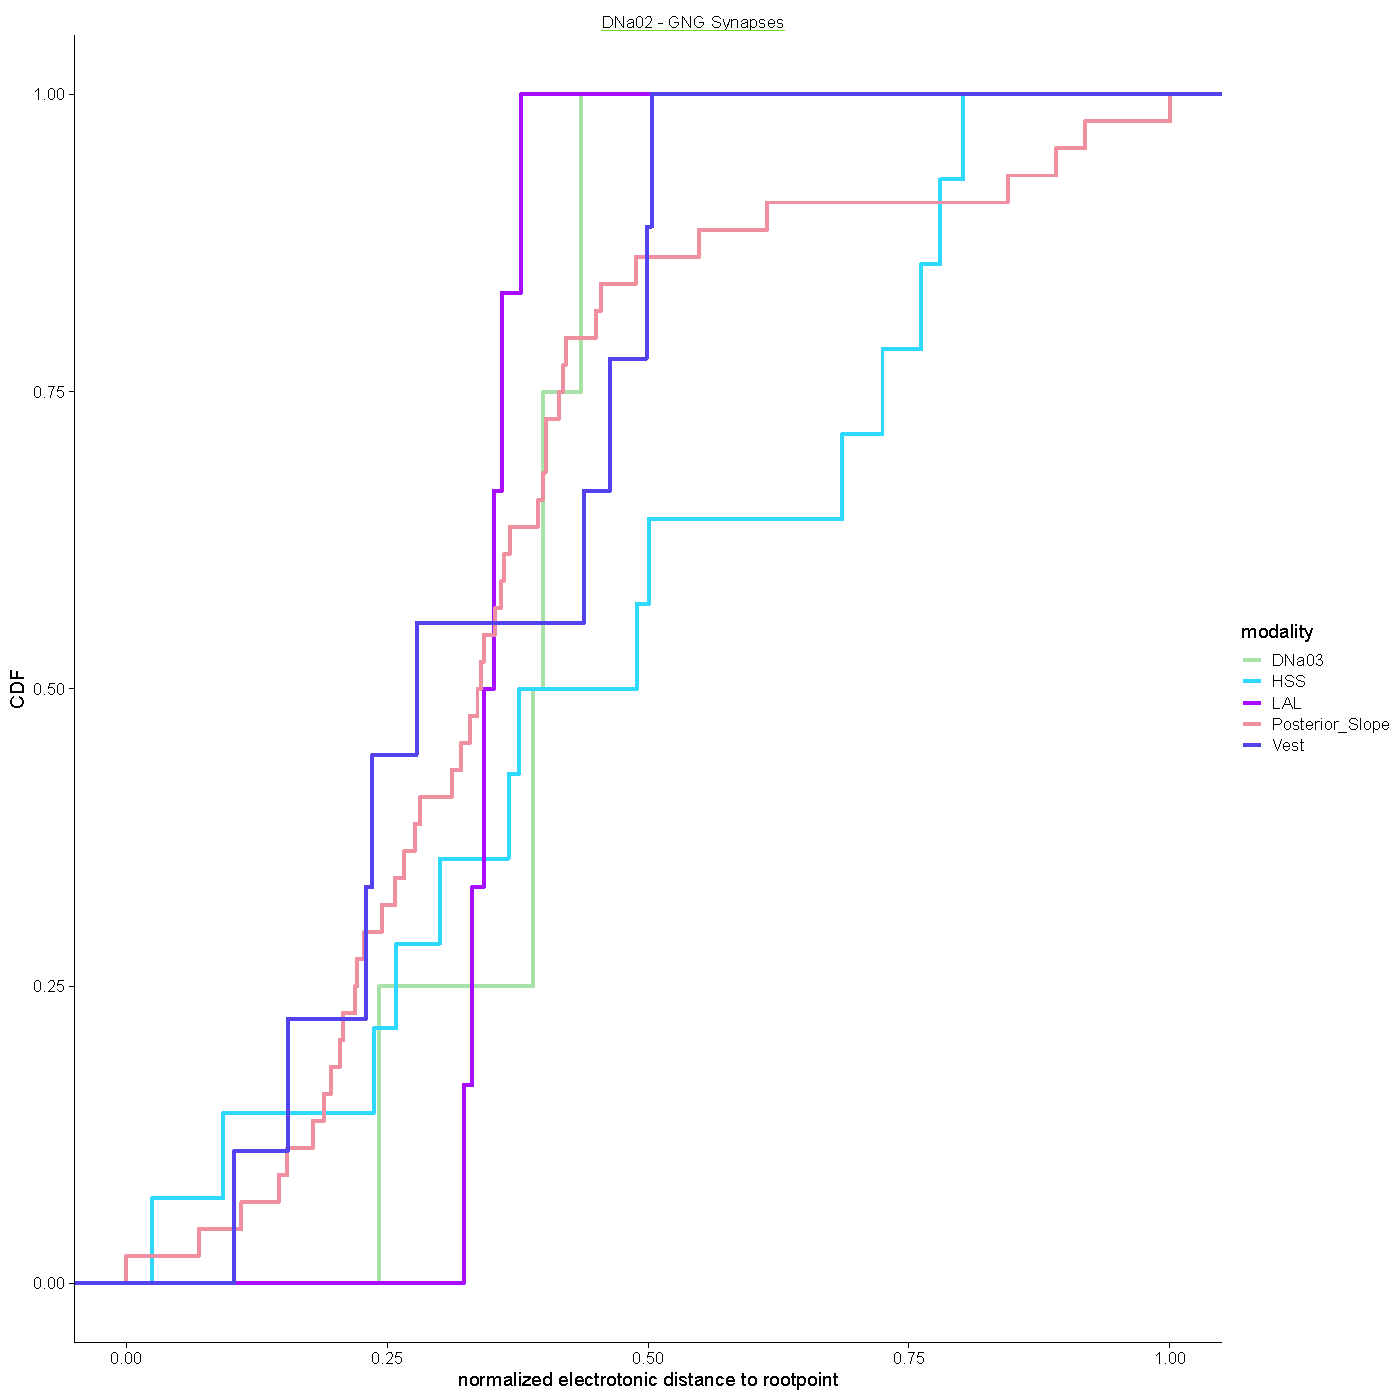 DNa02 - GNG Synapses
1.00
0.75
0.50
0.25
0.00
CDF
0.00 0.25 0.50 0.75 1.00
normalized electrotonic distance to rootpoint
modality
DNa03
HSS
LAL
Posterior_Slope
Vest